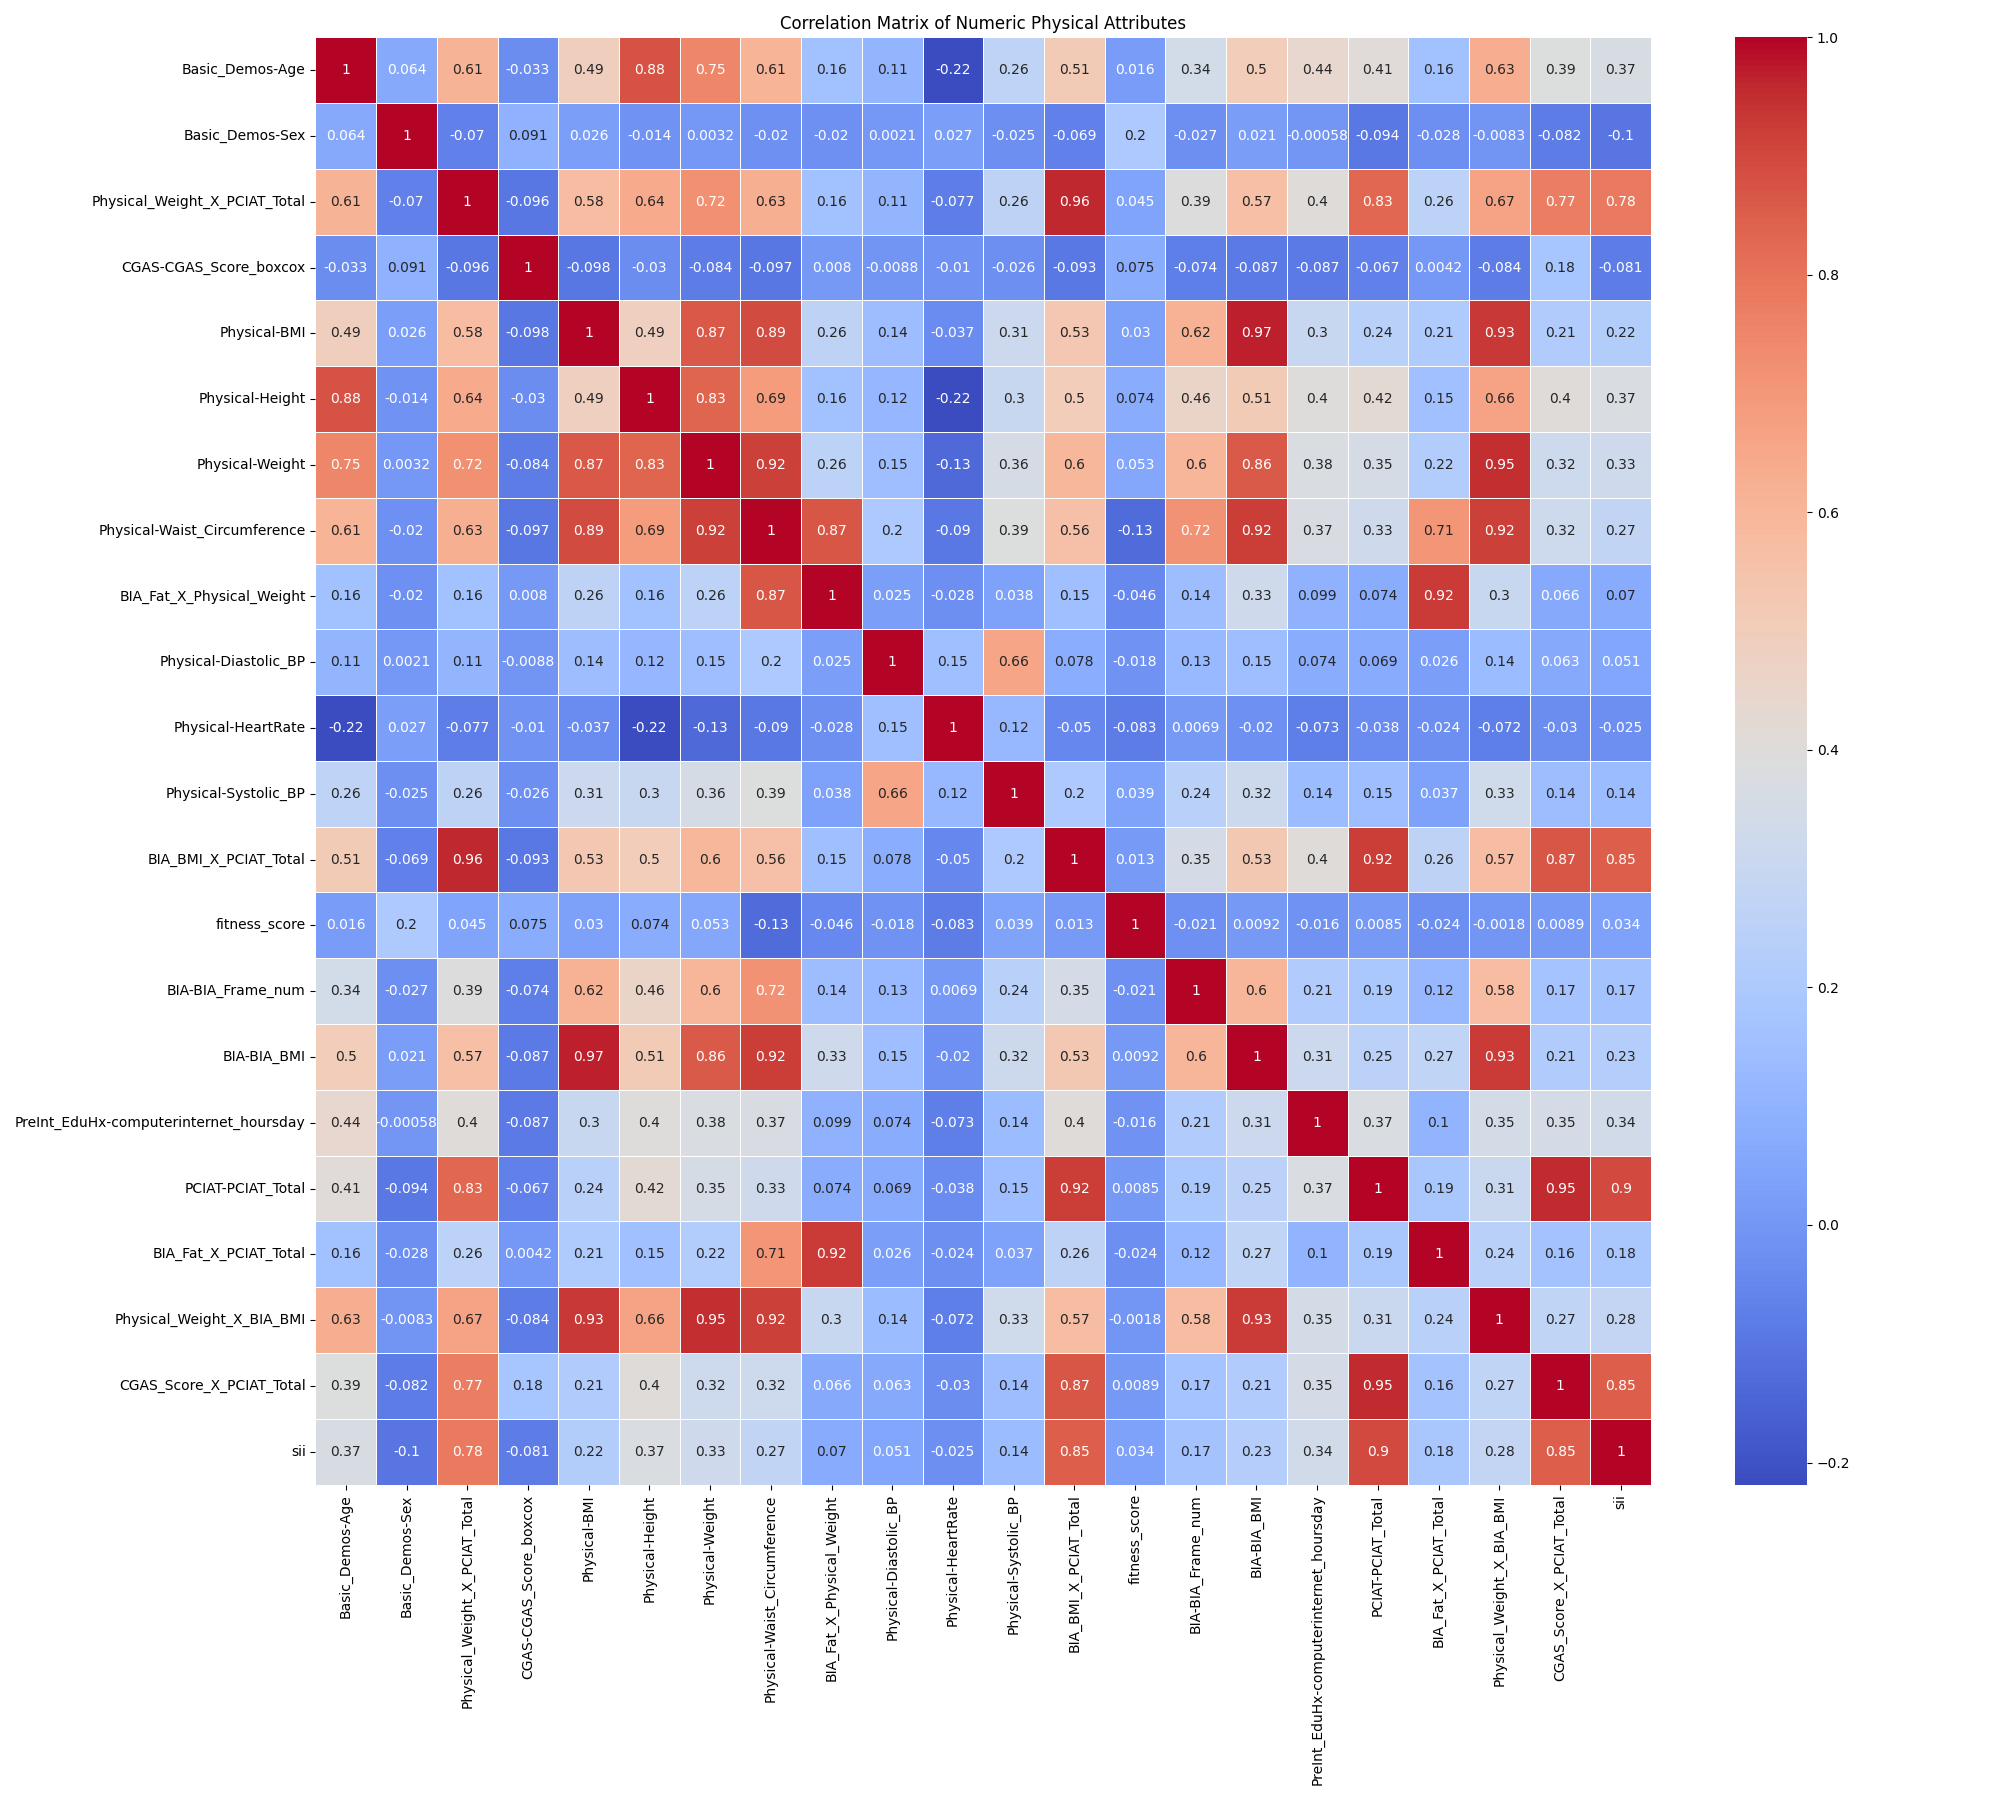 Correlation Matrix of Numeric Physical Attributes
Basic_Demos-Age 1 0.064 0.61 -0.033 0.49 0.88 0.75 0.61 0.16 0.11 -0.22 0.26 0.51 0.016 0.34 0.5 0.44 0.41 0.16 0.63 0.39 0.37
Basic_Demos-Sex 0.064 1 -0.07 0.091 0.026 -0.014 0.0032 -0.02 -0.02 0.0021 0.027 -0.025 -0.069 0.2 -0.027 0.021 -0.00058 -0.094 -0.028 -0.0083 -0.082 -0.1
Physical_Weight_X_PCIAT_Total 0.61 -0.07 1 -0.096 0.58 0.64 0.72 0.63 0.16 0.11 -0.077 0.26 0.96 0.045 0.39 0.57 0.4 0.83 0.26 0.67 0.77 0.78
CGAS-CGAS_Score_boxcox -0.033 0.091 -0.096 1 -0.098 -0.03 -0.084 -0.097 0.008 -0.0088 -0.01 -0.026 -0.093 0.075 -0.074 -0.087 -0.087 -0.067 0.0042 -0.084 0.18 -0.081
Physical-BMI 0.49 0.026 0.58 -0.098 1 0.49 0.87 0.89 0.26 0.14 -0.037 0.31 0.53 0.03 0.62 0.97 0.3 0.24 0.21 0.93 0.21 0.22
Physical-Height 0.88 -0.014 0.64 -0.03 0.49 1 0.83 0.69 0.16 0.12 -0.22 0.3 0.5 0.074 0.46 0.51 0.4 0.42 0.15 0.66 0.4 0.37
Physical-Weight 0.75 0.0032 0.72 -0.084 0.87 0.83 1 0.92 0.26 0.15 -0.13 0.36 0.6 0.053 0.6 0.86 0.38 0.35 0.22 0.95 0.32 0.33
Physical-Waist_Circumference 0.61 -0.02 0.63 -0.097 0.89 0.69 0.92 1 0.87 0.2 -0.09 0.39 0.56 -0.13 0.72 0.92 0.37 0.33 0.71 0.92 0.32 0.27
BIA_Fat_X_Physical_Weight 0.16 -0.02 0.16 0.008 0.26 0.16 0.26 0.87 1 0.025 -0.028 0.038 0.15 -0.046 0.14 0.33 0.099 0.074 0.92 0.3 0.066 0.07
Physical-Diastolic_BP 0.11 0.0021 0.11 -0.0088 0.14 0.12 0.15 0.2 0.025 1 0.15 0.66 0.078 -0.018 0.13 0.15 0.074 0.069 0.026 0.14 0.063 0.051
Physical-HeartRate -0.22 0.027 -0.077 -0.01 -0.037 -0.22 -0.13 -0.09 -0.028 0.15 1 0.12 -0.05 -0.083 0.0069 -0.02 -0.073 -0.038 -0.024 -0.072 -0.03 -0.025
Physical-Systolic_BP 0.26 -0.025 0.26 -0.026 0.31 0.3 0.36 0.39 0.038 0.66 0.12 1 0.2 0.039 0.24 0.32 0.14 0.15 0.037 0.33 0.14 0.14
BIA_BMI_X_PCIAT_Total 0.51 -0.069 0.96 -0.093 0.53 0.5 0.6 0.56 0.15 0.078 -0.05 0.2 1 0.013 0.35 0.53 0.4 0.92 0.26 0.57 0.87 0.85
fitness_score 0.016 0.2 0.045 0.075 0.03 0.074 0.053 -0.13 -0.046 -0.018 -0.083 0.039 0.013 1 -0.021 0.0092 -0.016 0.0085 -0.024 -0.0018 0.0089 0.034
BIA-BIA_Frame_num 0.34 -0.027 0.39 -0.074 0.62 0.46 0.6 0.72 0.14 0.13 0.0069 0.24 0.35 -0.021 1 0.6 0.21 0.19 0.12 0.58 0.17 0.17
BIA-BIA_BMI 0.5 0.021 0.57 -0.087 0.97 0.51 0.86 0.92 0.33 0.15 -0.02 0.32 0.53 0.0092 0.6 1 0.31 0.25 0.27 0.93 0.21 0.23
PreInt_EduHx-computerinternet_hoursday 0.44 -0.00058 0.4 -0.087 0.3 0.4 0.38 0.37 0.099 0.074 -0.073 0.14 0.4 -0.016 0.21 0.31 1 0.37 0.1 0.35 0.35 0.34
PCIAT-PCIAT_Total 0.41 -0.094 0.83 -0.067 0.24 0.42 0.35 0.33 0.074 0.069 -0.038 0.15 0.92 0.0085 0.19 0.25 0.37 1 0.19 0.31 0.95 0.9
BIA_Fat_X_PCIAT_Total 0.16 -0.028 0.26 0.0042 0.21 0.15 0.22 0.71 0.92 0.026 -0.024 0.037 0.26 -0.024 0.12 0.27 0.1 0.19 1 0.24 0.16 0.18
Physical_Weight_X_BIA_BMI 0.63 -0.0083 0.67 -0.084 0.93 0.66 0.95 0.92 0.3 0.14 -0.072 0.33 0.57 -0.0018 0.58 0.93 0.35 0.31 0.24 1 0.27 0.28
CGAS_Score_X_PCIAT_Total 0.39 -0.082 0.77 0.18 0.21 0.4 0.32 0.32 0.066 0.063 -0.03 0.14 0.87 0.0089 0.17 0.21 0.35 0.95 0.16 0.27 1 0.85
sii 0.37 -0.1 0.78 -0.081 0.22 0.37 0.33 0.27 0.07 0.051 -0.025 0.14 0.85 0.034 0.17 0.23 0.34 0.9 0.18 0.28 0.85 1
Basic_Demos-Age
Basic_Demos-Sex
Physical_Weight_X_PCIAT_Total
CGAS-CGAS_Score_boxcox
Physical-BMI
Physical-Height
Physical-Weight
Physical-Waist_Circumference
BIA_Fat_X_Physical_Weight
Physical-Diastolic_BP
Physical-HeartRate
Physical-Systolic_BP
BIA_BMI_X_PCIAT_Total
fitness_score
BIA-BIA_Frame_num
BIA-BIA_BMI
PreInt_EduHx-computerinternet_hoursday
PCIAT-PCIAT_Total
BIA_Fat_X_PCIAT_Total
Physical_Weight_X_BIA_BMI
CGAS_Score_X_PCIAT_Total
sii
1.0
0.8
0.6
0.4
0.2
0.0
−0.2